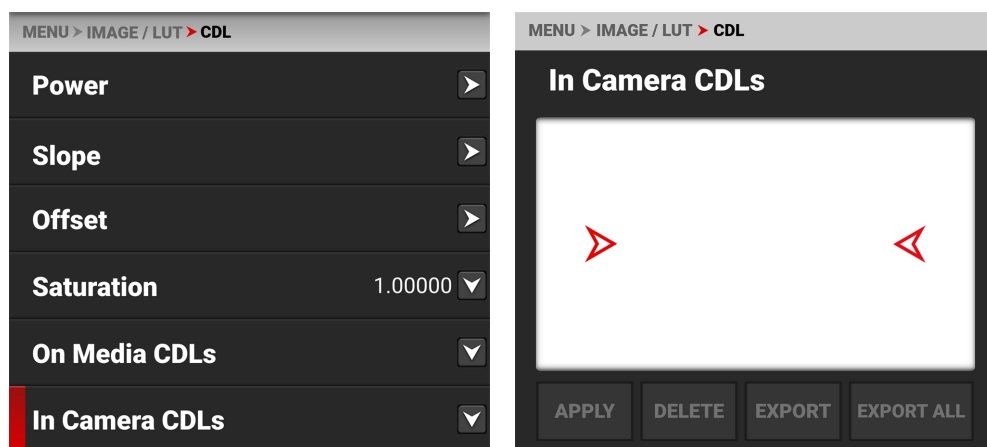 MENU > IMAGE / LUT > CDL
Power
Slope
Offset
Saturation 1.00000
On Media CDLs
In Camera CDLs
MENU > IMAGE / LUT > CDL
In Camera CDLs
APPLY DELETE EXPORT EXPORT ALL